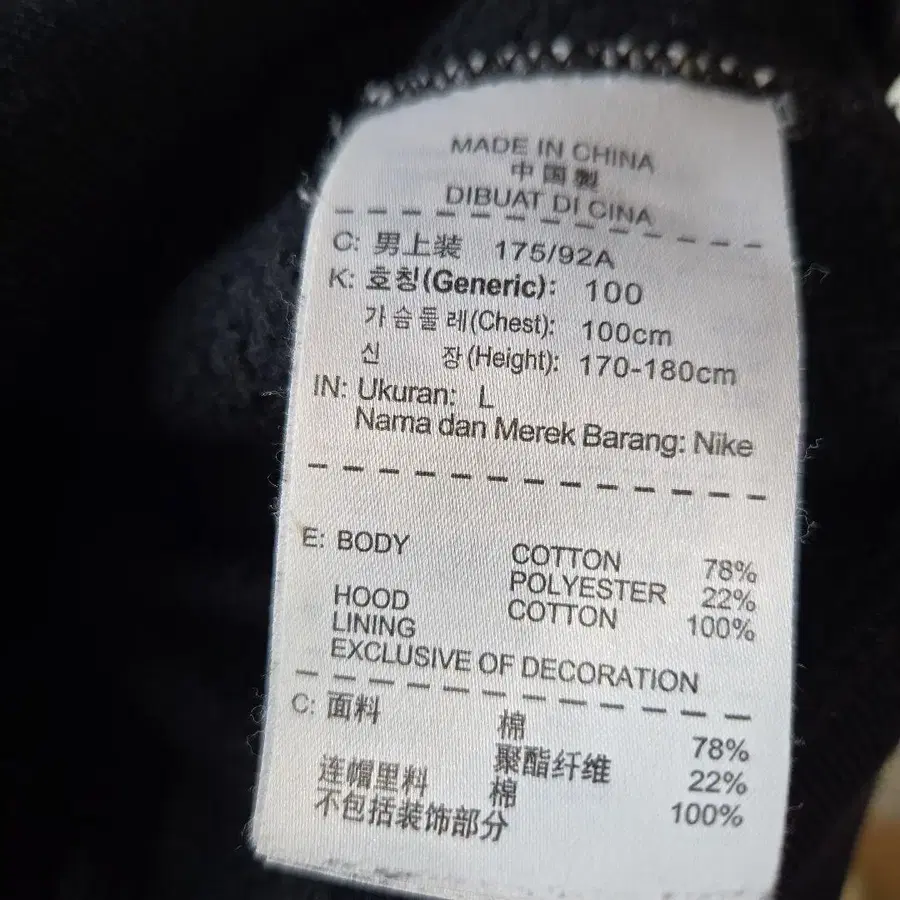 MADE IN CHINA
中国製
DIBUAT DI CINA
C: 男上装 175/92A
K: 호칭(Generic): 100
가슴둘레(Chest): 100cm
신 장(Height): 170-180cm
IN: Ukuran: L
Nama dan Merek Barang: Nike
E: BODY COTTON 78%
POLYESTER 22%
HOOD COTTON 100%
LINING
EXCLUSIVE OF DECORATION
C: 面料 棉 78%
聚酯纤维 22%
连帽里料 棉 100%
不包括装饰部分